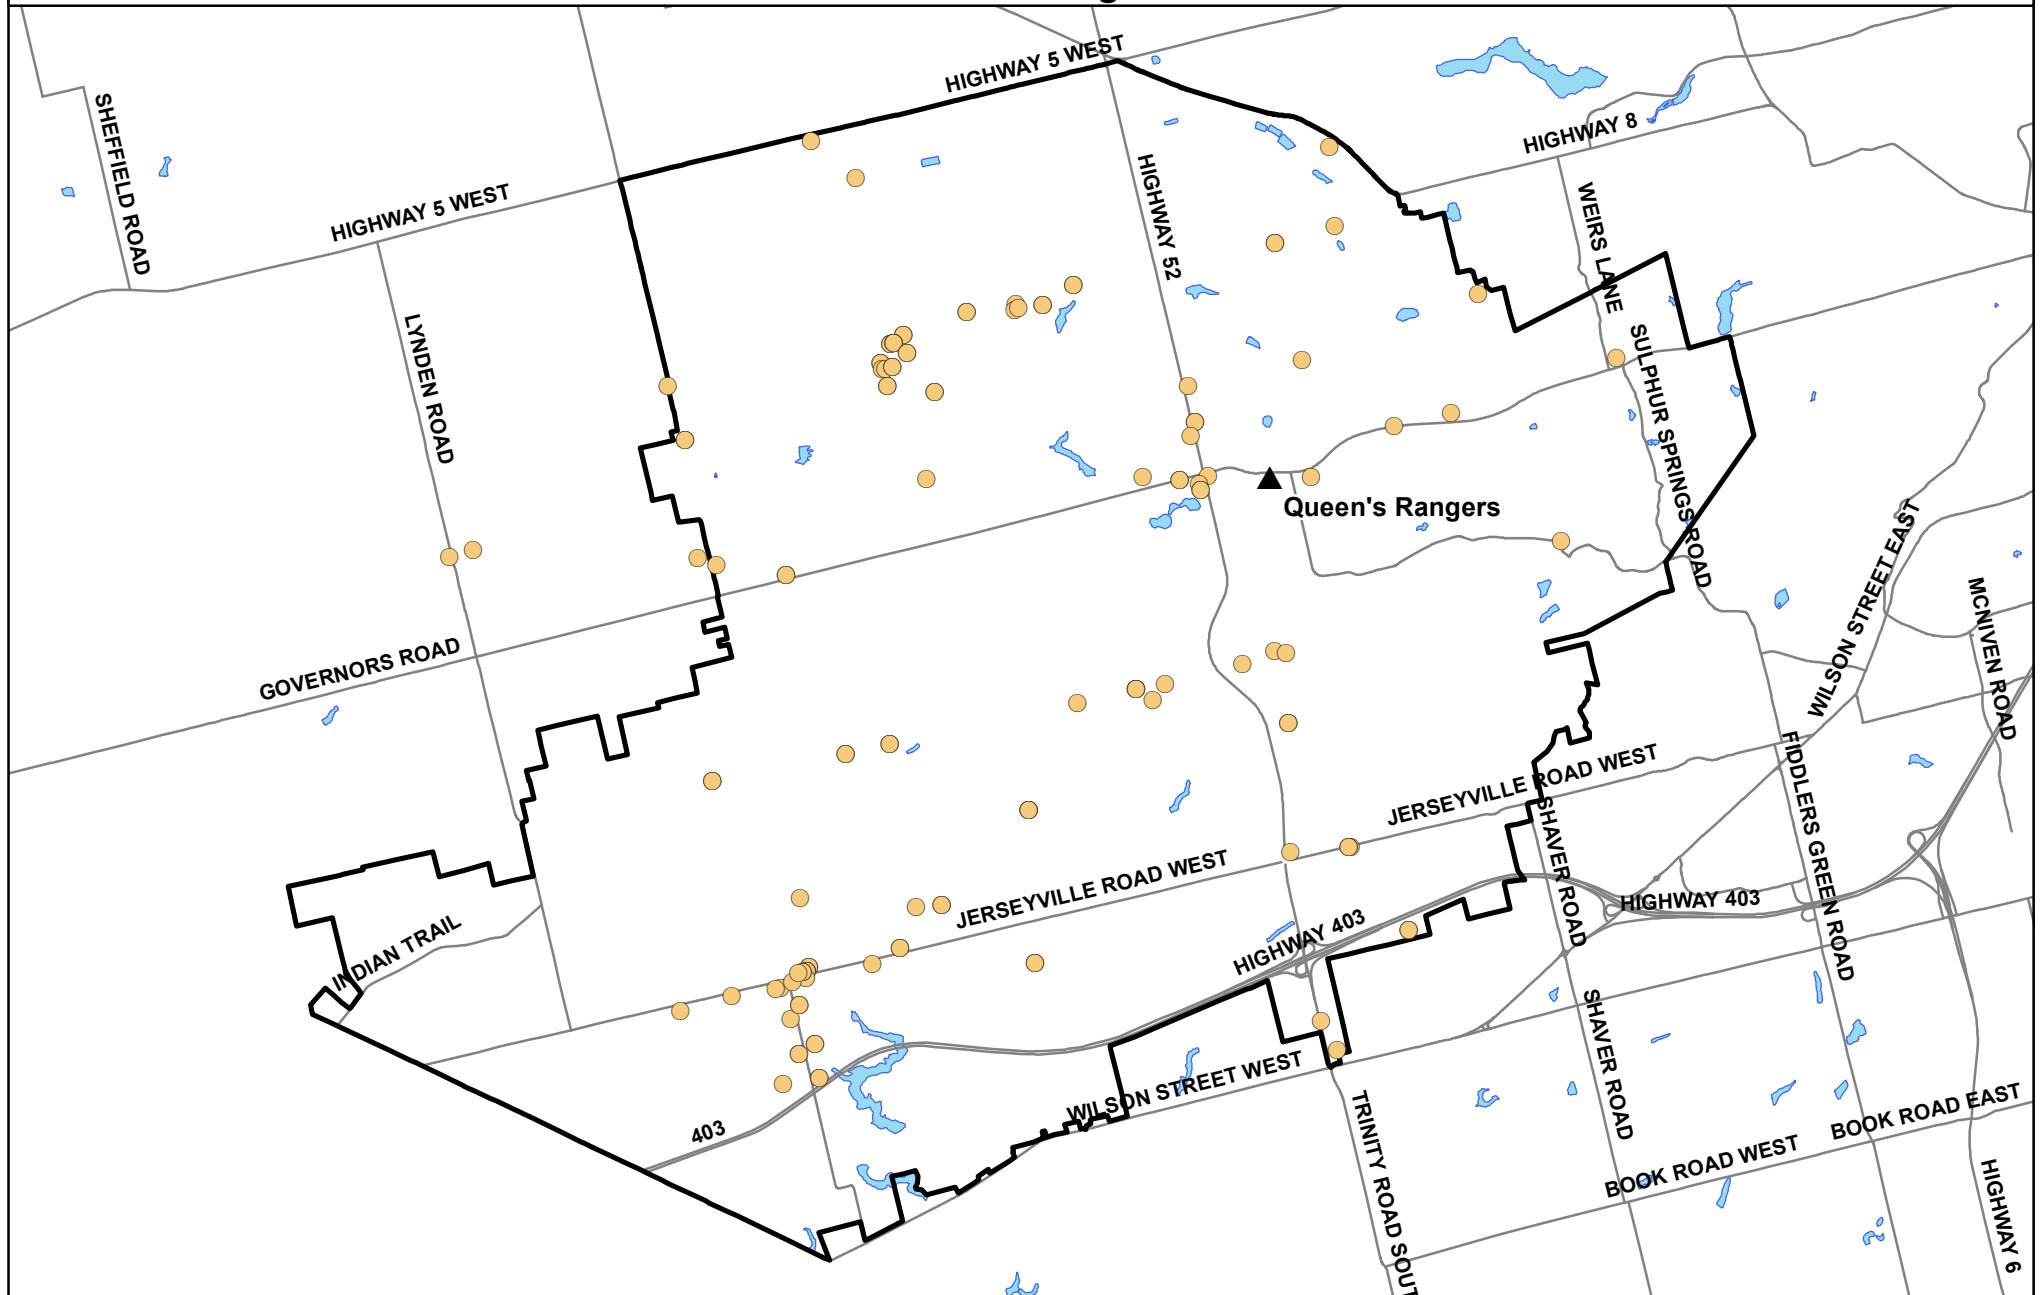 HIGHWAY 5 WEST
SHEFFIELD ROAD
HIGHWAY 8
HIGHWAY 52
HIGHWAY 5 WEST
WEIRS LANE
LYNDEN ROAD
SULPHUR SPRINGS ROAD
Queen's Rangers
WILSON STREET EAST
MCNIVEN ROAD
GOVERNORS ROAD
FIDDLERS GREEN ROAD
JERSEYVILLE ROAD WEST
SHAVER ROAD
JERSEYVILLE ROAD WEST
HIGHWAY 403
INDIAN TRAIL
HIGHWAY 403
SHAVER ROAD
WILSON STREET WEST
403
TRINITY ROAD SOUT
BOOK ROAD EAST
BOOK ROAD WEST
HIGHWAY 6